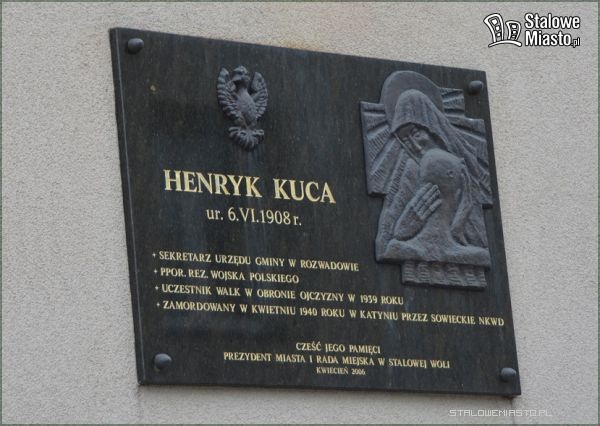 Stalowe
Miasto.pl
HENRYK KUCA
ur. 6.VI.1908 r.
+ SEKRETARZ URZĘDU GMINY W ROZWADOWIE
+ PPOR. REZ. WOJSKA POLSKIEGO
+ UCZESTNIK WALK W OBRONIE OJCZYZNY W 1939 ROKU
+ ZAMORDOWANY W KWIETNIU 1940 ROKU W KATYNIU PRZEZ SOWIECKIE NKWD
CZEŚĆ JEGO PAMIĘCI
PREZYDENT MIASTA I RADA MIEJSKA W STALOWEJ WOLI
KWIECIEŃ 2006
STALOWEMIASTO.PL